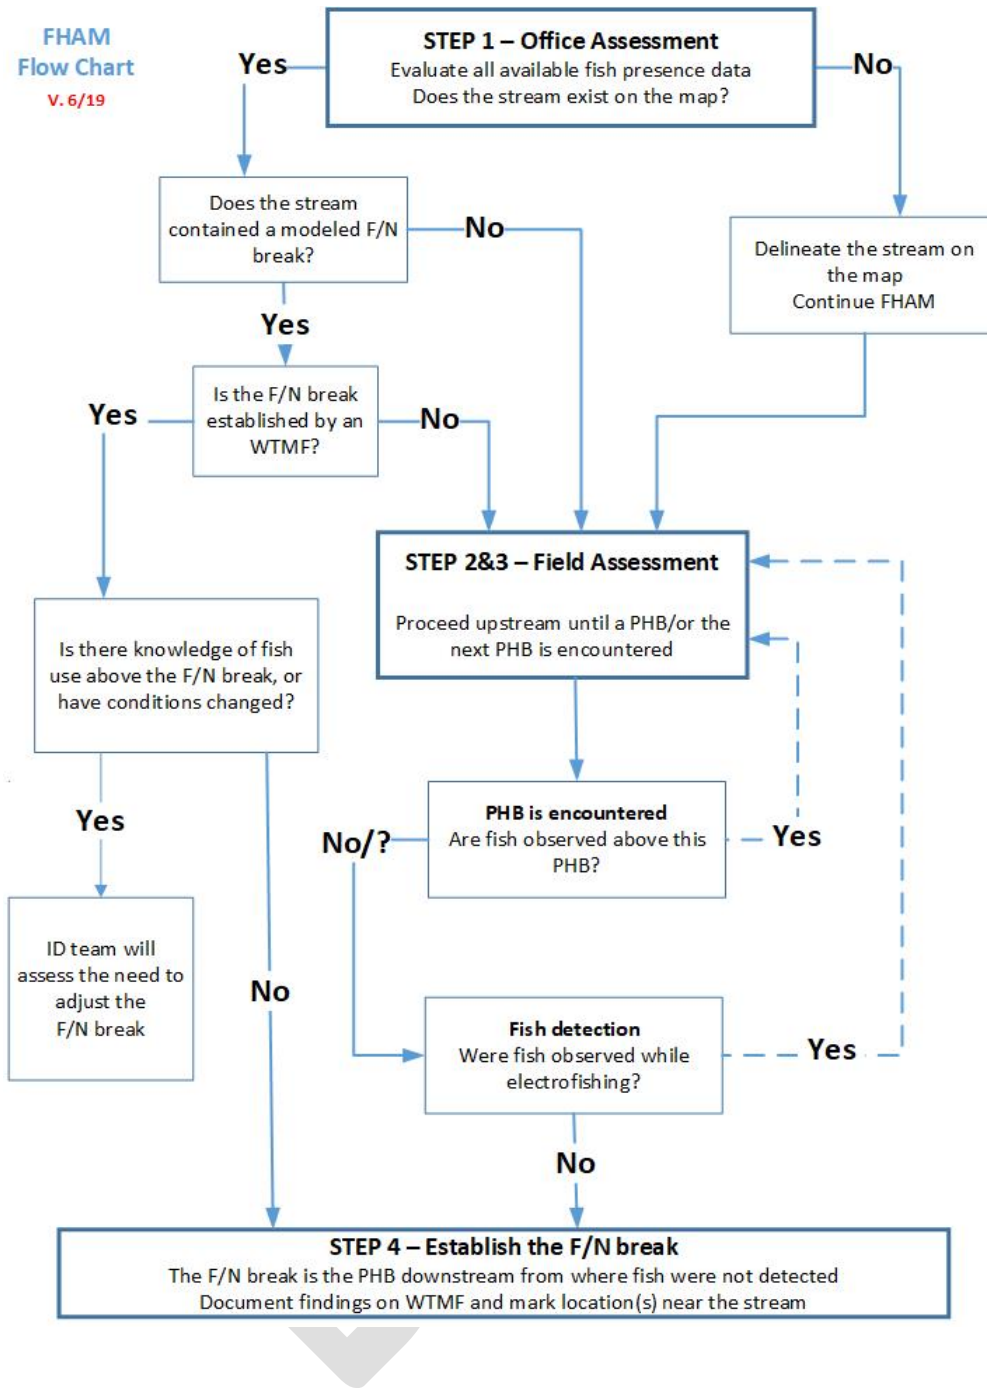 FHAM
Flow Chart
V. 6/19
STEP 1 – Office Assessment
Evaluate all available fish presence data
Does the stream exist on the map?
Yes
No
Does the stream
contained a modeled F/N
break?
No
Delineate the stream on
the map
Continue FHAM
Yes
Is the F/N break
established by an
WTMF?
Yes
No
STEP 2&3 – Field Assessment
Proceed upstream until a PHB/or the
next PHB is encountered
Is there knowledge of fish
use above the F/N break, or
have conditions changed?
Yes
No
ID team will
assess the need to
adjust the
F/N break
PHB is encountered
Are fish observed above this
PHB?
No/?
Yes
Fish detection
Were fish observed while
electrofishing?
Yes
No
STEP 4 – Establish the F/N break
The F/N break is the PHB downstream from where fish were not detected
Document findings on WTMF and mark location(s) near the stream